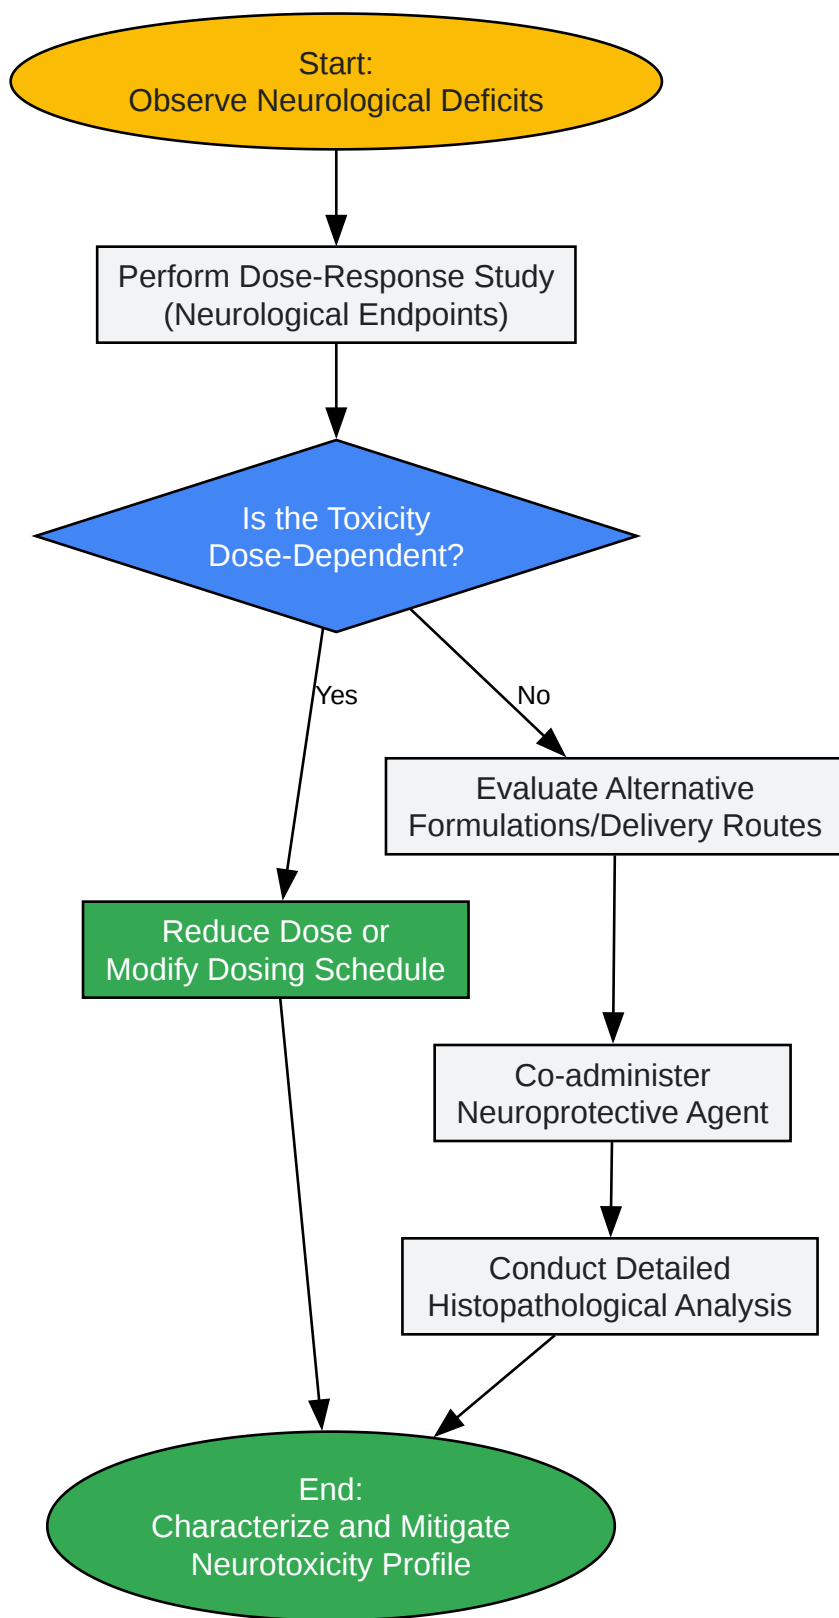 Start:
Observe Neurological Deficits
Perform Dose-Response Study
(Neurological Endpoints)
Is the Toxicity
Dose-Dependent?
Yes
No
Evaluate Alternative
Formulations/Delivery Routes
Reduce Dose or
Modify Dosing Schedule
Co-administer
Neuroprotective Agent
Conduct Detailed
Histopathological Analysis
End:
Characterize and Mitigate
Neurotoxicity Profile